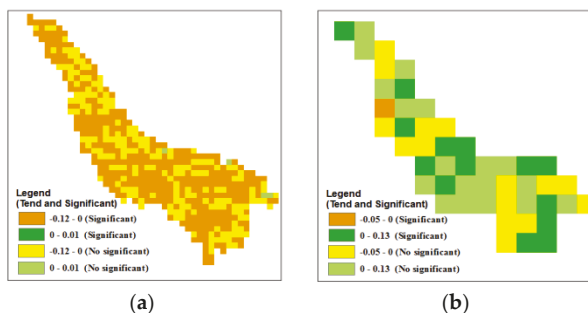 Legend
(Tend and Significant)
-0.12 - 0 (Significant)
0 - 0.01 (Significant)
-0.12 - 0 (No significant)
0 - 0.01 (No significant)
(a)
Legend
(Tend and Significant)
-0.05 - 0 (Significant)
0 - 0.13 (Significant)
-0.05 - 0 (No significant)
0 - 0.13 (No significant)
(b)